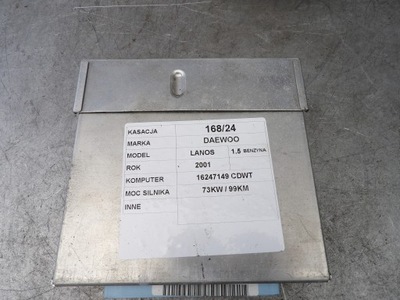 KASACJA 168/24
MARKA DAEWOO
MODEL LANOS 1.5 BENZYNA
ROK 2001
KOMPUTER 16247149 CDWT
MOC SILNIKA 73KW / 99KM
INNE